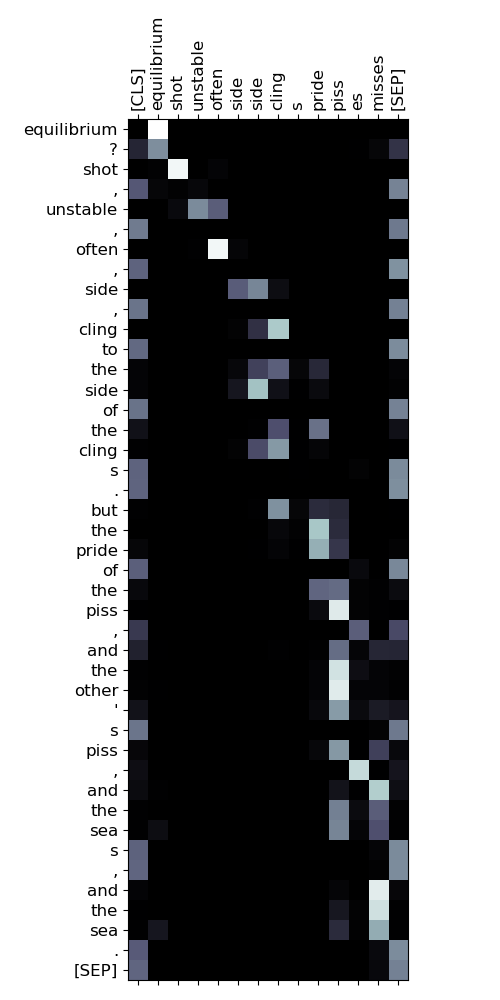 [CLS] equilibrium shot unstable often side side cling s pride piss es misses [SEP]
equilibrium
?
shot
,
unstable
,
often
,
side
,
cling
to
the
side
of
the
cling
s
.
but
the
pride
of
the
piss
,
and
the
other
'
s
piss
,
and
the
sea
s
,
and
the
sea
.
[SEP]